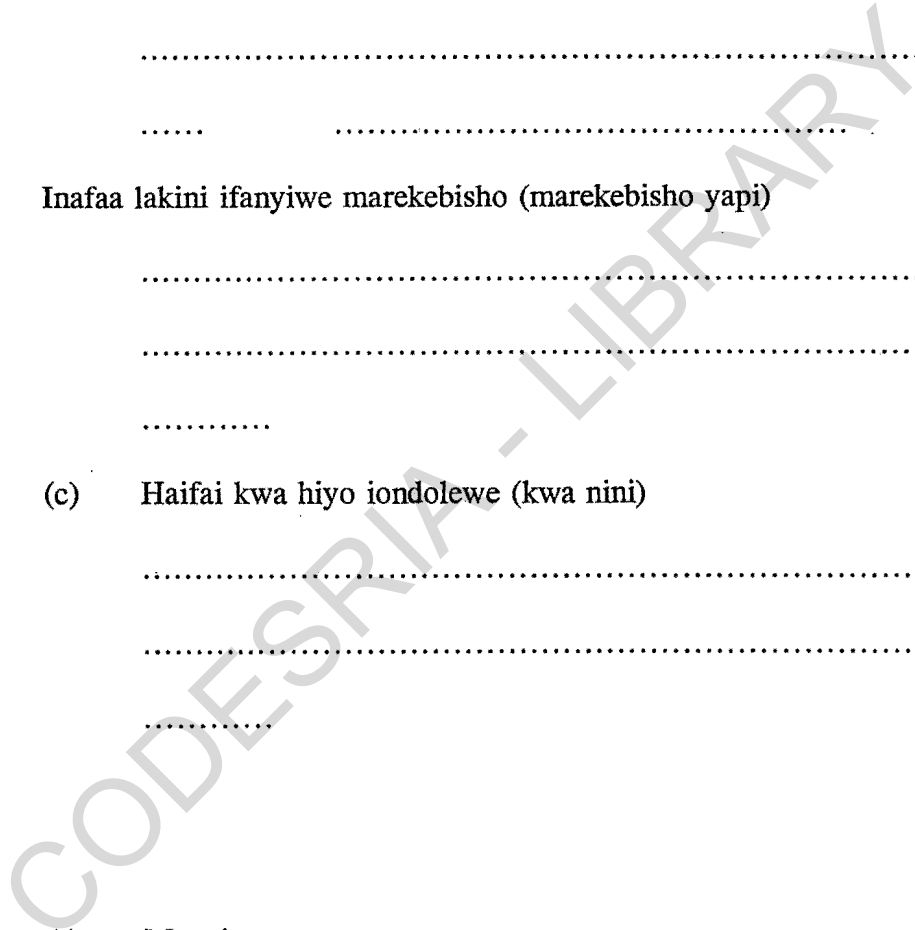 ................................................................................
...... ................................................
Inafaa lakini ifanyiwe marekebisho (marekebisho yapi)
................................................................................
................................................................................
............
(c) Haifai kwa hiyo iondolewe (kwa nini)
................................................................................
................................................................................
............
CODESRIA - LIBRARY